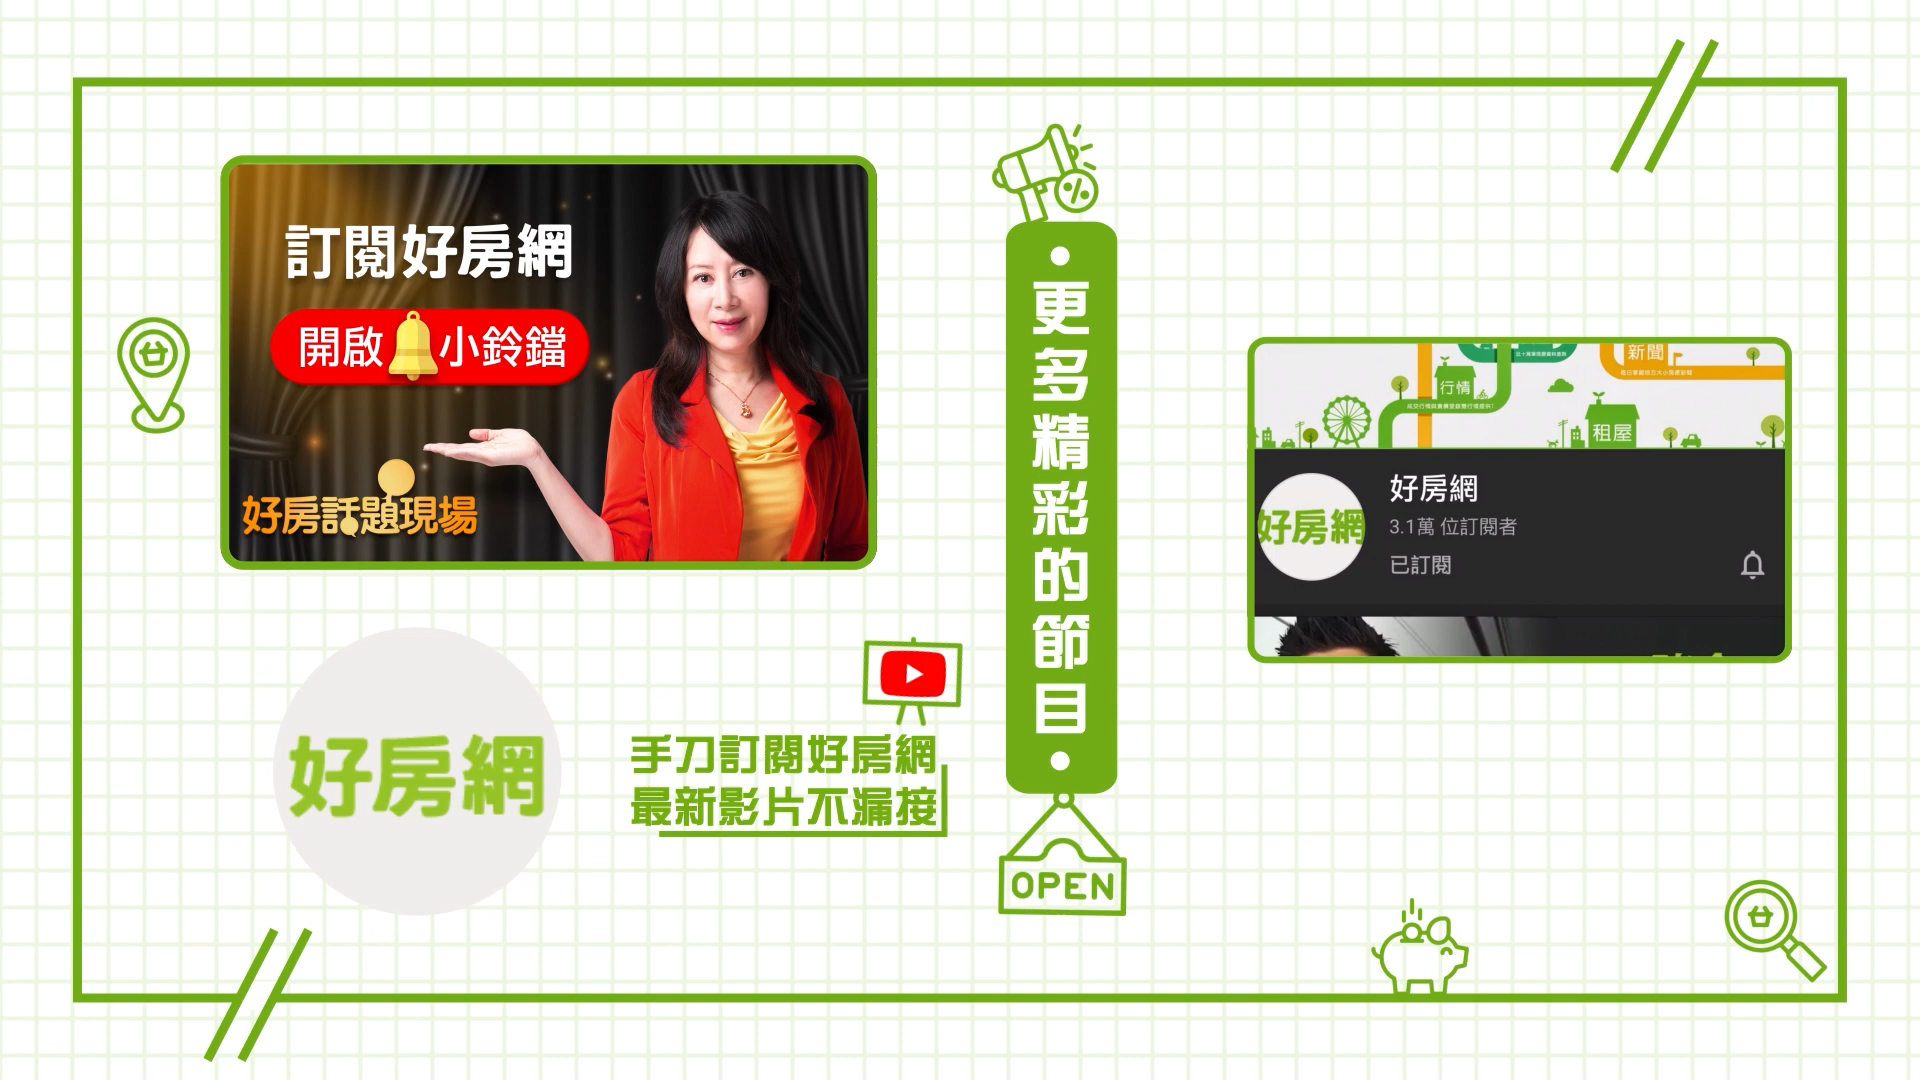 訂閱好房網
開啟小鈴鐺
好房話題現場
好房網
手刀訂閱好房網
最新影片不漏接
更多精彩的節目
OPEN
新聞
行情
租屋
好房網
好房網
3.1萬 位訂閱者
已訂閱